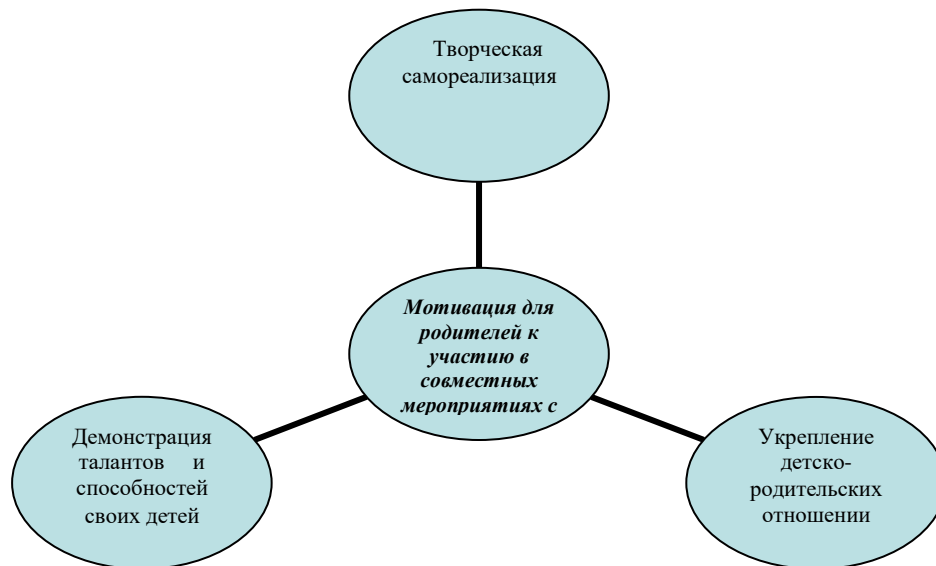 Творческая
самореализация
Мотивация для
родителей к
участию в
совместных
мероприятиях с
Демонстрация
талантов и
способностей
своих детей
Укрепление
детско-
родительских
отношении